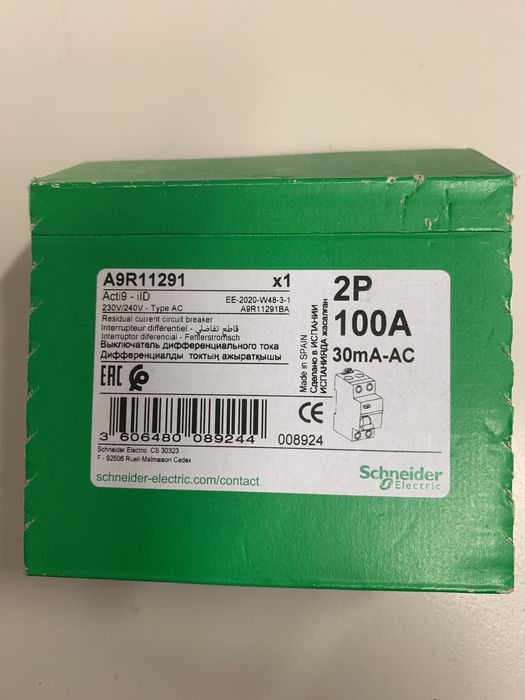 A9R11291 x1
Acti9 - iID EE-2020-W48-3-1
230V/240V - Type AC A9R11291BA
Residual current circuit breaker
Interrupteur différentiel - قاطع تفاضلي
Interruptor diferencial - Fehlerstromsch
Выключатель дифференциального тока
Дифференциалды токтың ажыратқышы
EAC
3 606480 089244 008924
Schneider Electric, CS 30323
F - 92506 Rueil-Malmaison Cedex
schneider-electric.com/contact
Made in SPAIN
Сделано в ИСПАНИИ
ИСПАНИЯДА жасалған
CE
2P
100A
30mA-AC
Schneider
Electric